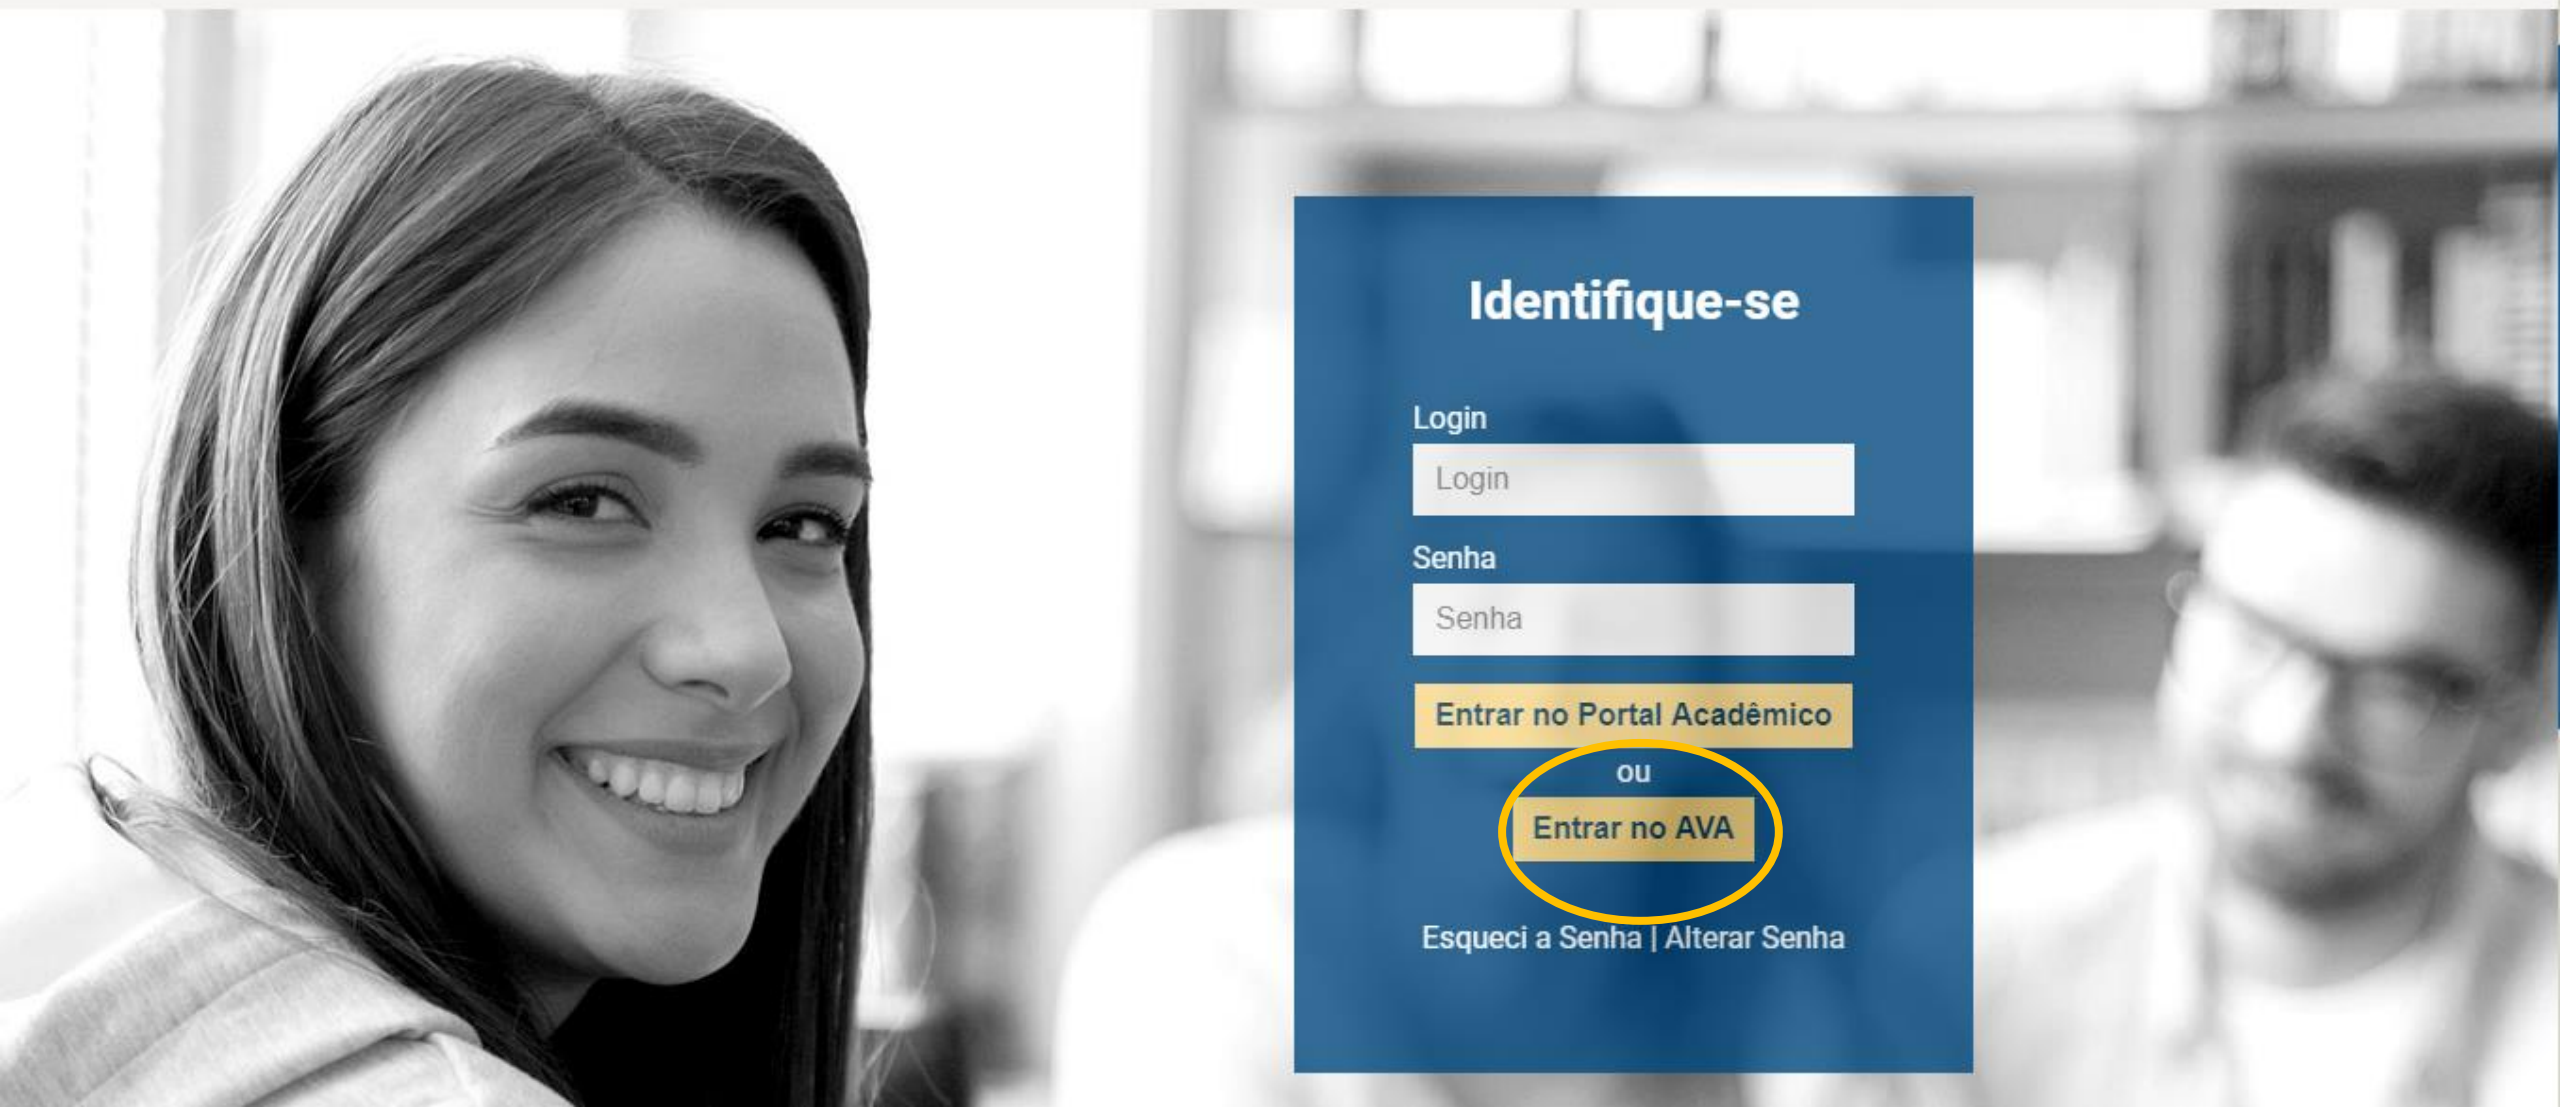 Identifique-se
Login
Login
Senha
Senha
Entrar no Portal Acadêmico
ou
Entrar no AVA
Esqueci a Senha | Alterar Senha